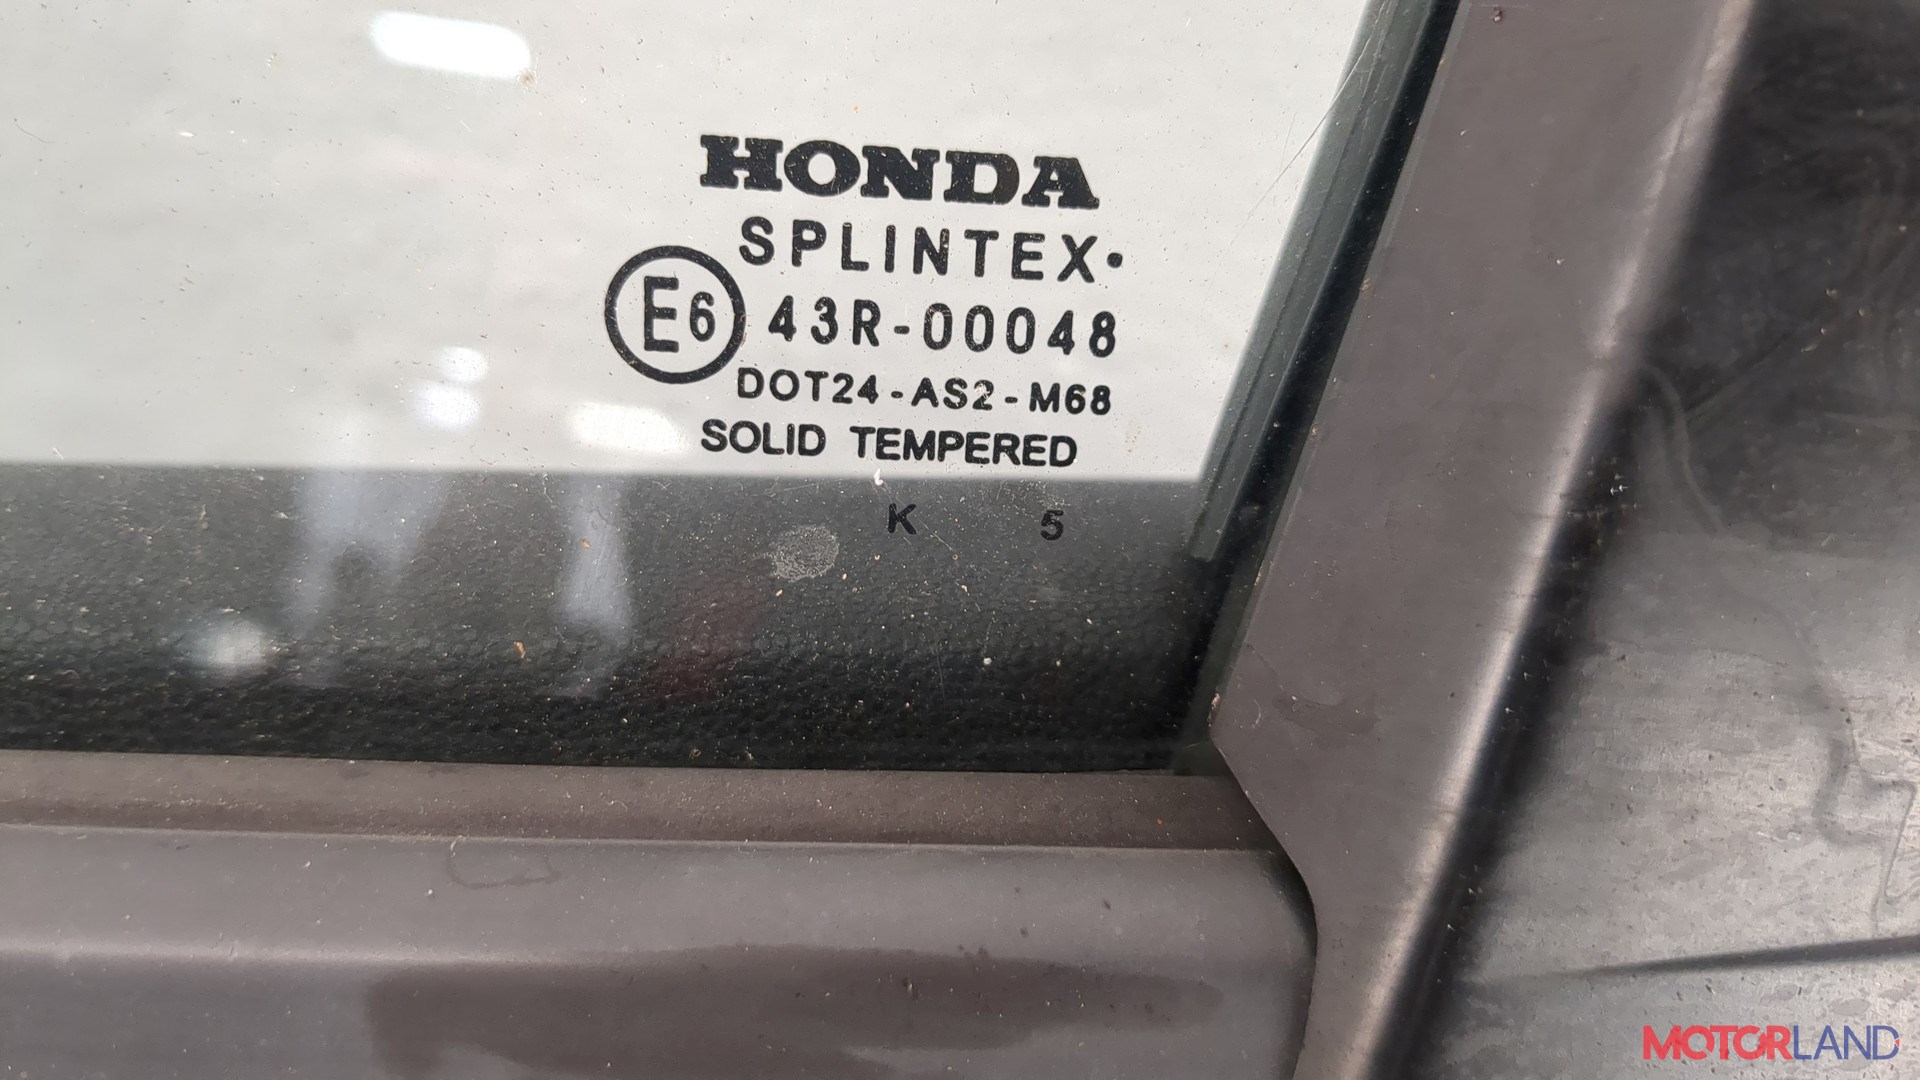 HONDA
SPLINTEX·
E6 43R-00048
DOT24-AS2-M68
SOLID TEMPERED
K 5
MOTORLAND